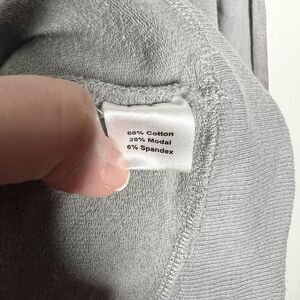 68% Cotton
26% Modal
6% Spandex